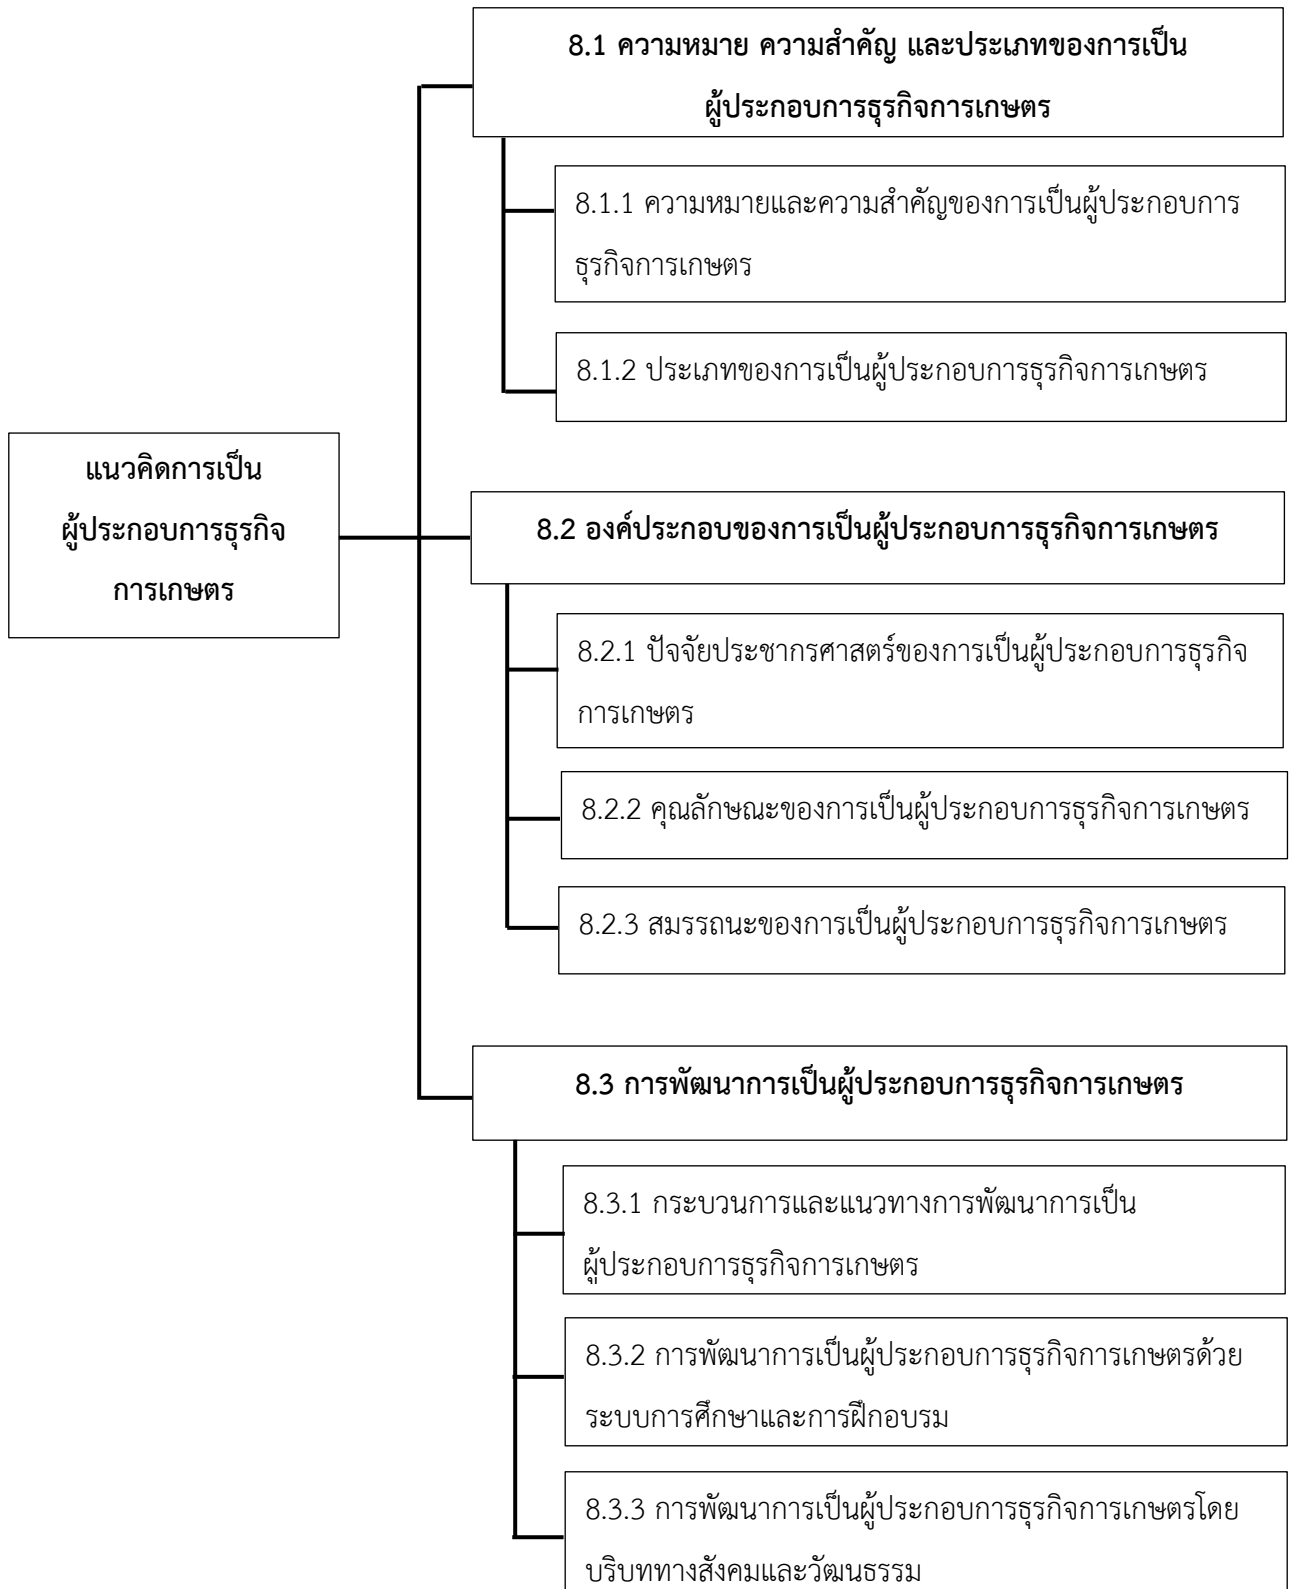 8.1 ความหมาย ความสำคัญ และประเภทของการเป็น
ผู้ประกอบการธุรกิจการเกษตร
8.1.1 ความหมายและความสำคัญของการเป็นผู้ประกอบการ
ธุรกิจการเกษตร
8.1.2 ประเภทของการเป็นผู้ประกอบการธุรกิจการเกษตร
แนวคิดการเป็น
ผู้ประกอบการธุรกิจ
การเกษตร
8.2 องค์ประกอบของการเป็นผู้ประกอบการธุรกิจการเกษตร
8.2.1 ปัจจัยประชากรศาสตร์ของการเป็นผู้ประกอบการธุรกิจ
การเกษตร
8.2.2 คุณลักษณะของการเป็นผู้ประกอบการธุรกิจการเกษตร
8.2.3 สมรรถนะของการเป็นผู้ประกอบการธุรกิจการเกษตร
8.3 การพัฒนาการเป็นผู้ประกอบการธุรกิจการเกษตร
8.3.1 กระบวนการและแนวทางการพัฒนาการเป็น
ผู้ประกอบการธุรกิจการเกษตร
8.3.2 การพัฒนาการเป็นผู้ประกอบการธุรกิจการเกษตรด้วย
ระบบการศึกษาและการฝึกอบรม
8.3.3 การพัฒนาการเป็นผู้ประกอบการธุรกิจการเกษตรโดย
บริบททางสังคมและวัฒนธรรม